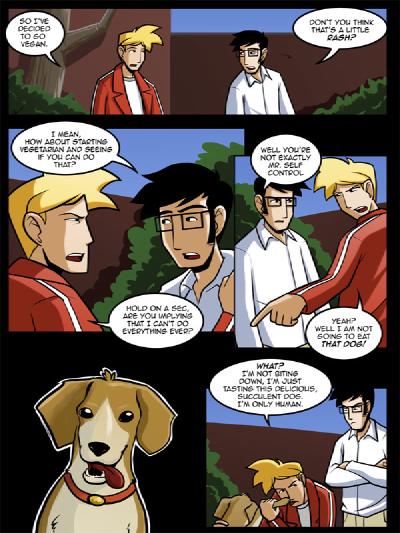 SO I'VE
DECIDED
TO GO
VEGAN.
DON'T YOU THINK
THAT'S A LITTLE
RASH?
I MEAN,
HOW ABOUT STARTING
VEGETARIAN AND SEEING
IF YOU CAN DO
THAT?
HOLD ON A SEC,
ARE YOU IMPLYING
THAT I CAN'T DO
EVERYTHING EVER?
WELL YOU'RE
NOT EXACTLY
MR. SELF
CONTROL
YEAH?
WELL I AM NOT
GOING TO EAT
THAT DOG!
WHAT?
I'M NOT BITING
DOWN, I'M JUST
TASTING THIS DELICIOUS,
SUCCULENT DOG.
I'M ONLY HUMAN.